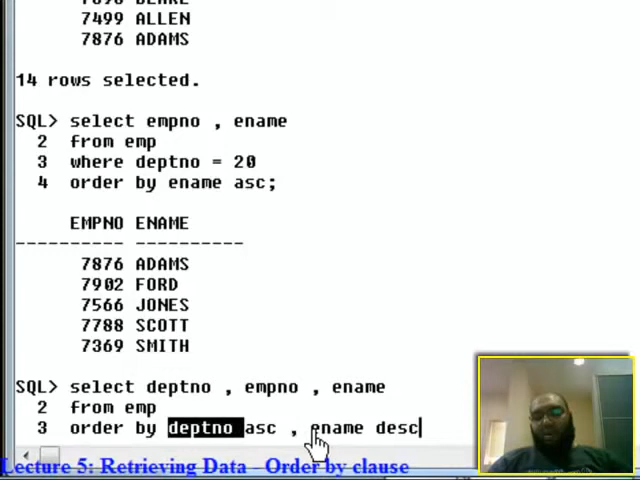 7499 ALLEN
7876 ADAMS
14 rows selected.
SQL> select empno , ename
2 from emp
3 where deptno = 20
4 order by ename asc;
EMPNO ENAME
---------- ----------
7876 ADAMS
7902 FORD
7566 JONES
7788 SCOTT
7369 SMITH
SQL> select deptno , empno , ename
2 from emp
3 order by deptno asc , ename desc
Lecture 5: Retrieving Data - Order by clause